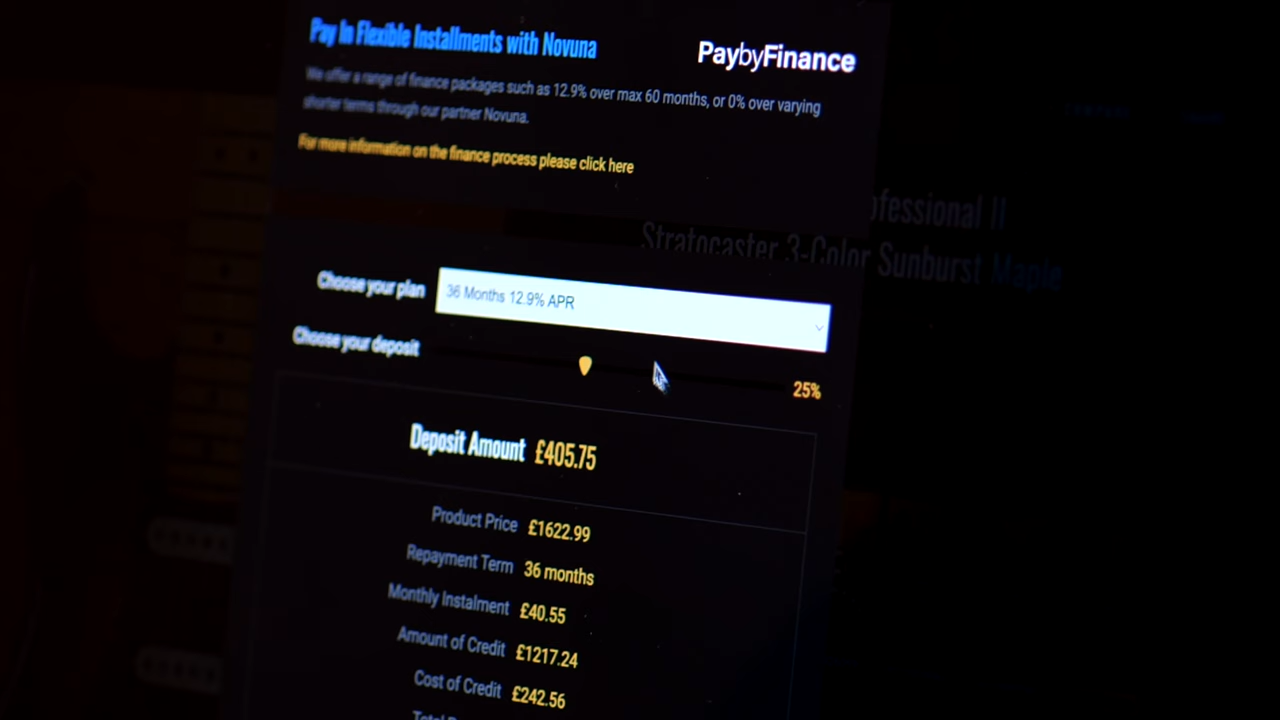 Pay In Flexible Installments with Novuna
PaybyFinance
We offer a range of finance packages such as 12.9% over max 60 months, or 0% over varying
shorter terms through our partner Novuna.
For more information on the finance process please click here
ofessional II
Stratocaster 3-Color Sunburst Maple
Choose your plan
36 Months 12.9% APR
Choose your deposit
25%
Deposit Amount £405.75
Product Price £1622.99
Repayment Term 36 months
Monthly Instalment £40.55
Amount of Credit £1217.24
Cost of Credit £242.56